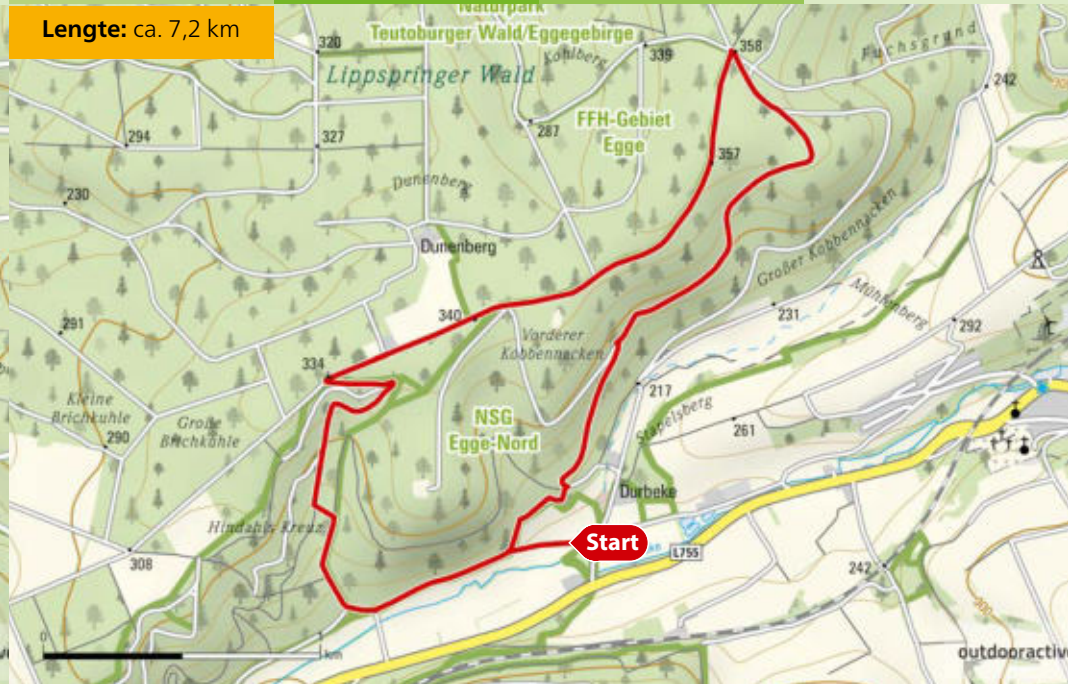 Lengte: ca. 7,2 km
Naturpark
Teutoburger Wald/Eggegebirge
320
Lippspringer Wald
Kohlberg
339
358
Fuchsgrund
242
FFH-Gebiet
Egge
287
294
327
357
230
Dunenberg
Dunenberg
Großer Kobbennacken
Mühlenberg
340
231
292
291
Vorderer
Kobbennacken
334
217
Kleine
Brichkuhle
Große
Brichkuhle
290
NSG
Egge-Nord
Stapelsberg
261
Durbeke
Hindahls Kreuz
Start
L755
308
242
300
0
1
km
outdooractive